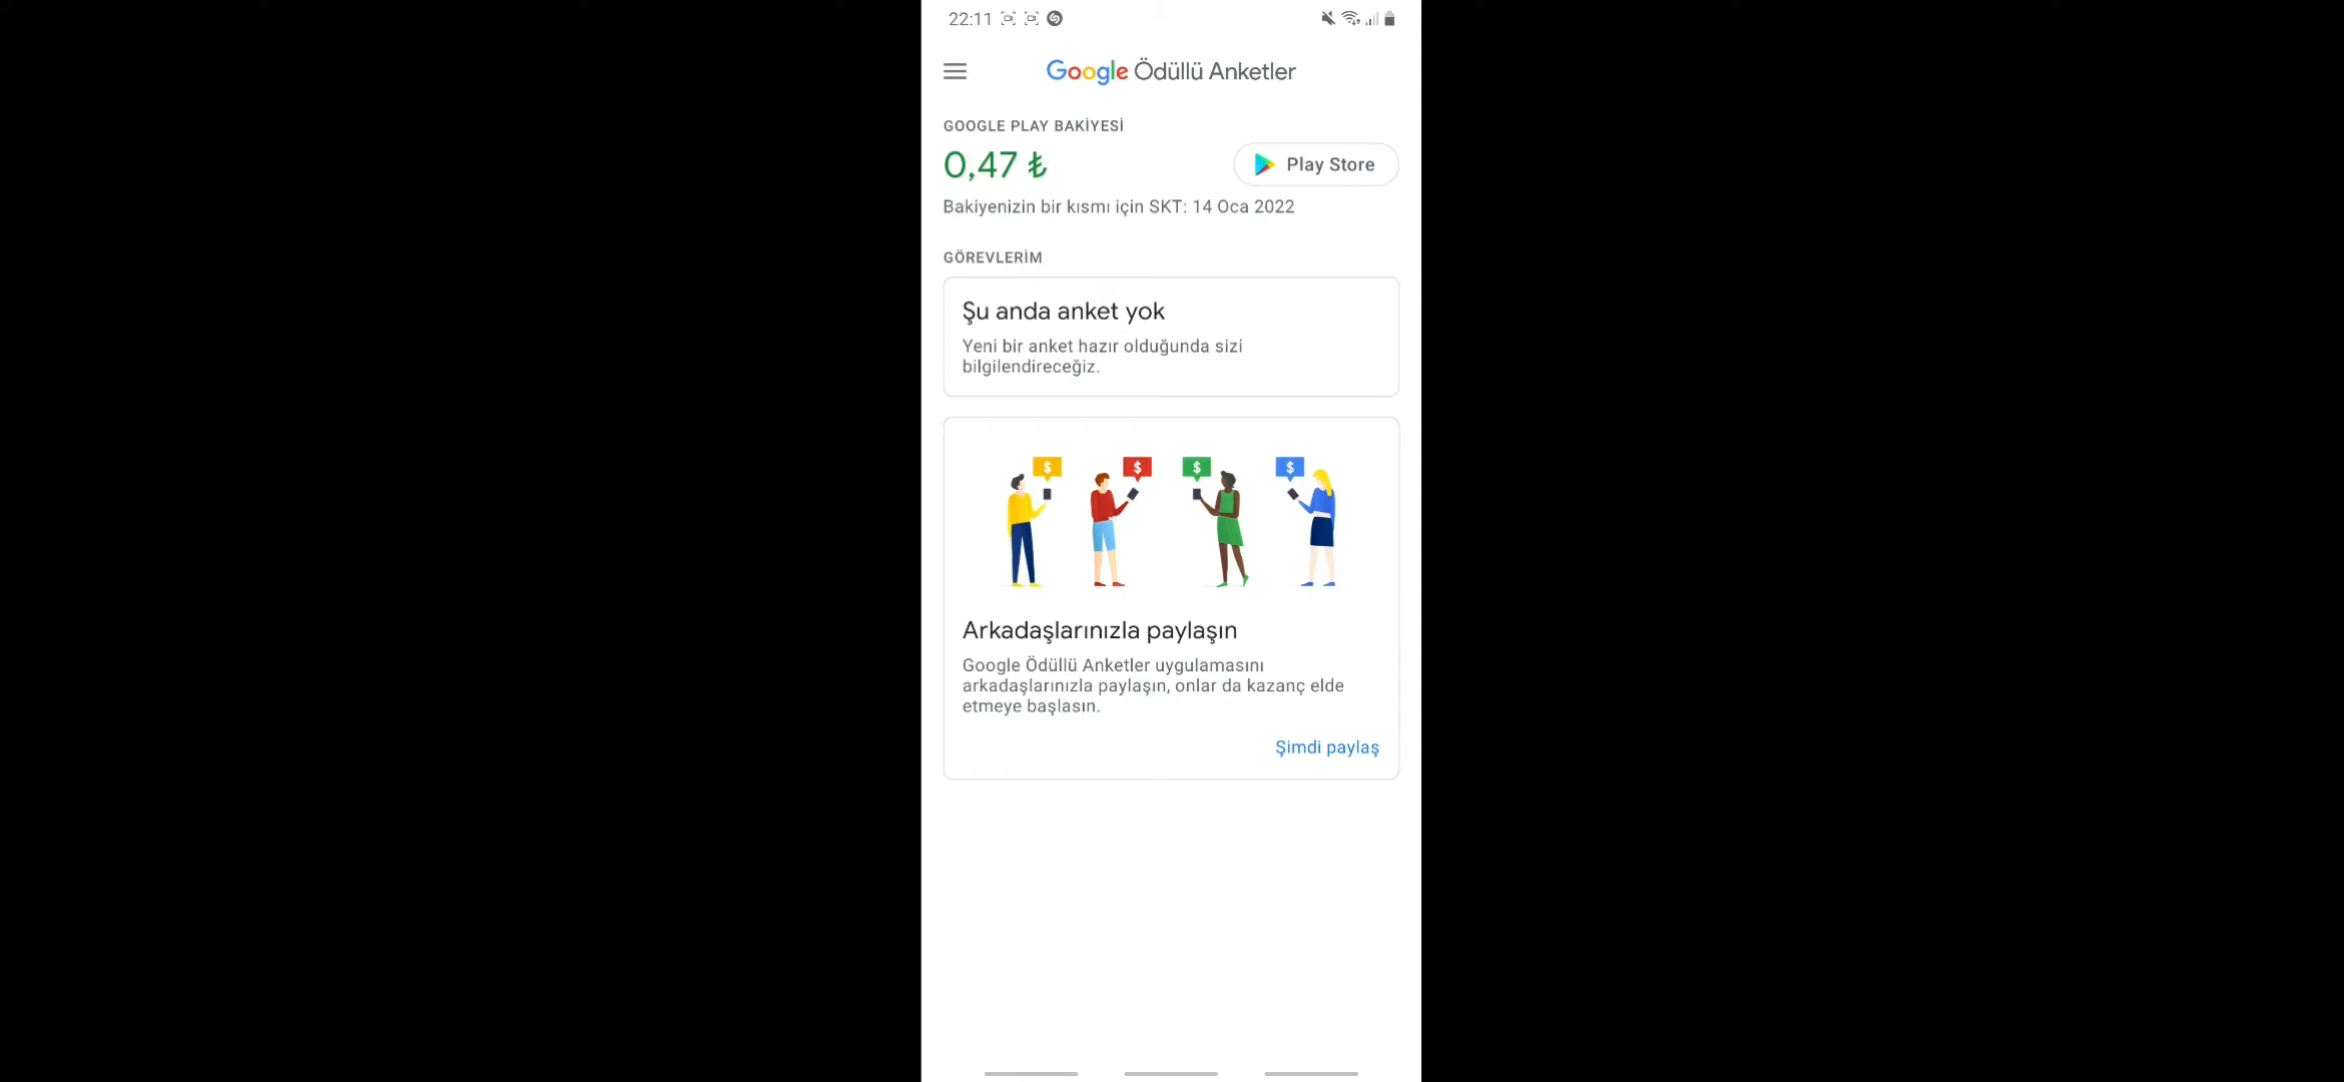 22:11
Google Ödüllü Anketler
GOOGLE PLAY BAKİYESİ
0,47 ₺
Play Store
Bakiyenizin bir kısmı için SKT: 14 Oca 2022
GÖREVLERİM
Şu anda anket yok
Yeni bir anket hazır olduğunda sizi
bilgilendireceğiz.
$ $ $ $
Arkadaşlarınızla paylaşın
Google Ödüllü Anketler uygulamasını
arkadaşlarınızla paylaşın, onlar da kazanç elde
etmeye başlasın.
Şimdi paylaş